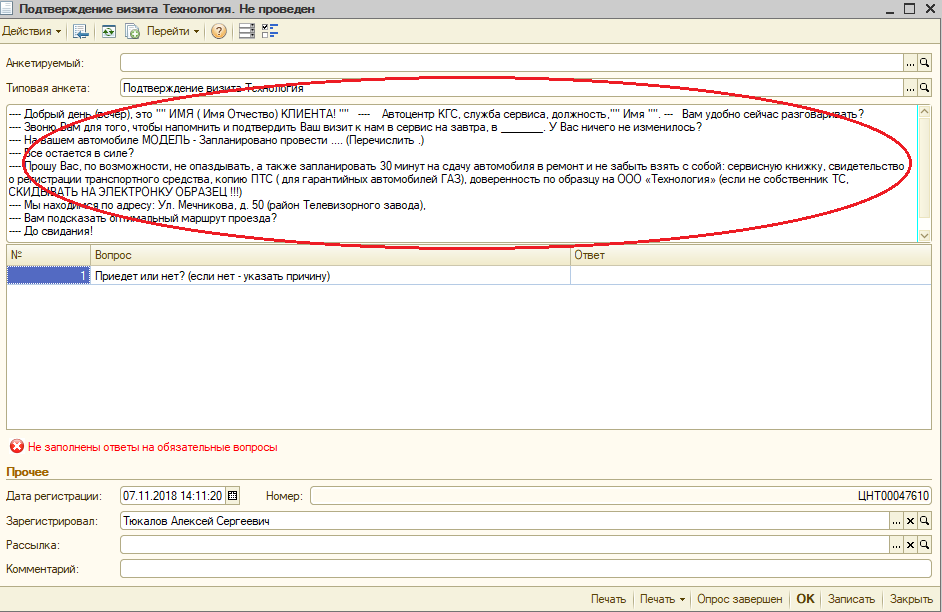 Подтверждение визита Технология. Не проведен
Действия Перейти
Анкетируемый:
Типовая анкета: Подтверждение визита Технология
---- Добрый день (вечер), это "" ИМЯ ( Имя Отчество) КЛИЕНТА! "" ---- Автоцентр КГС, служба сервиса, должность,"" Имя "". --- Вам удобно сейчас разговаривать?
---- Звоню Вам для того, чтобы напомнить и подтвердить Ваш визит к нам в сервис на завтра, в _______. У Вас ничего не изменилось?
---- На вашем автомобиле МОДЕЛЬ - Запланировано провести .... (Перечислить .)
---- Все остается в силе?
---- Прошу Вас, по возможности, не опаздывать, а также запланировать 30 минут на сдачу автомобиля в ремонт и не забыть взять с собой: сервисную книжку, свидетельство
о регистрации транспортного средства, копию ПТС ( для гарантийных автомобилей ГАЗ), доверенность по образцу на ООО «Технология» (если не собственник ТС,
СКИДЫВАТЬ НА ЭЛЕКТРОНКУ ОБРАЗЕЦ !!!)
---- Мы находимся по адресу: Ул. Мечникова, д. 50 (район Телевизорного завода),
---- Вам подсказать оптимальный маршрут проезда?
---- До свидания!
№ Вопрос Ответ
1 Приедет или нет? (если нет - указать причину)
Не заполнены ответы на обязательные вопросы
Прочее
Дата регистрации: 07.11.2018 14:11:20 Номер: ЦНТ00047610
Зарегистрировал: Тюкалов Алексей Сергеевич
Рассылка:
Комментарий:
Печать Печать Опрос завершен OK Записать Закрыть